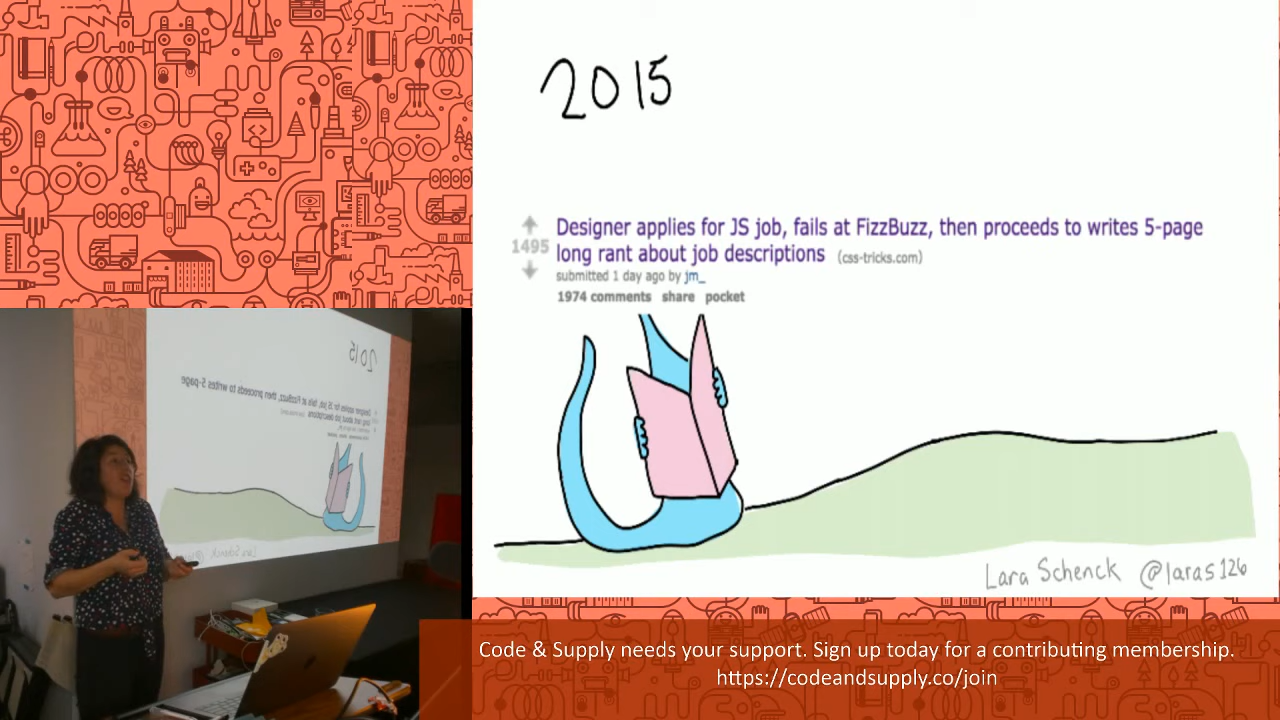 2015
Designer applies for JS job, fails at FizzBuzz, then proceeds to writes 5-page
1495
long rant about job descriptions (css-tricks.com)
submitted 1 day ago by jm_
1974 comments share pocket
Lara Schenck @laras126
Code & Supply needs your support. Sign up today for a contributing membership.
https://codeandsupply.co/join